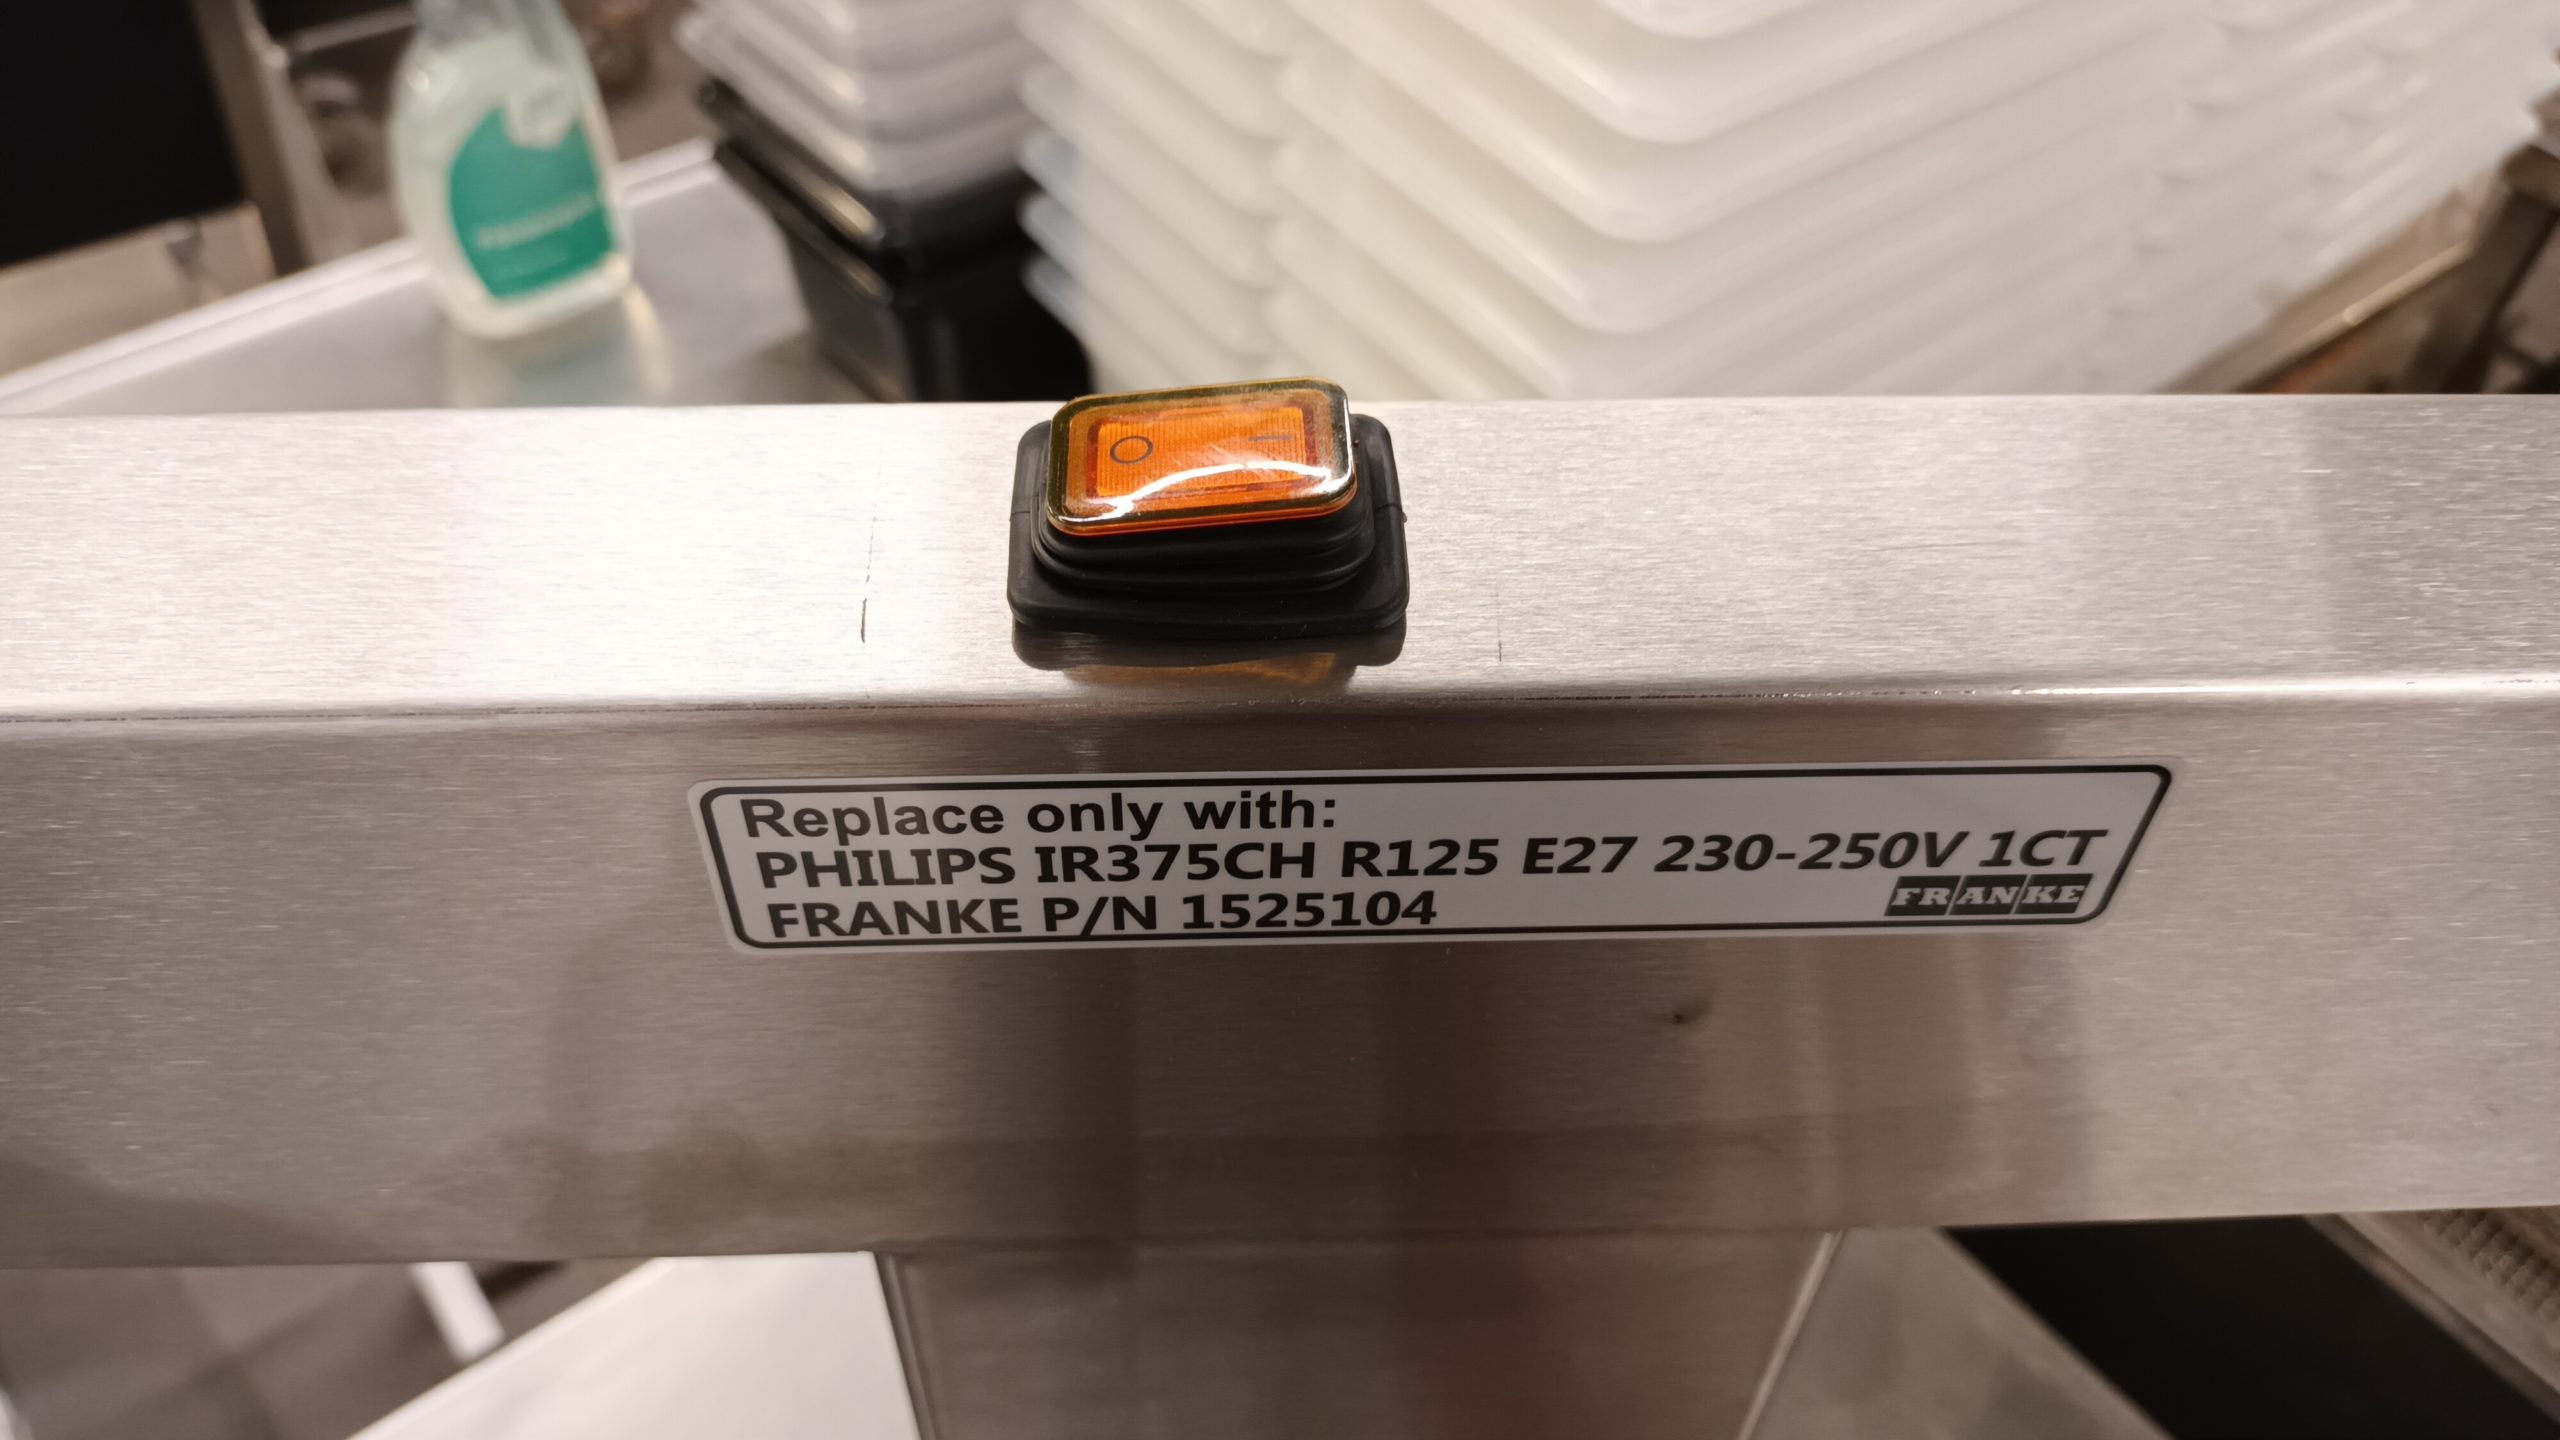 O I
Replace only with:
PHILIPS IR375CH R125 E27 230-250V 1CT
FRANKE P/N 1525104
FRANKE